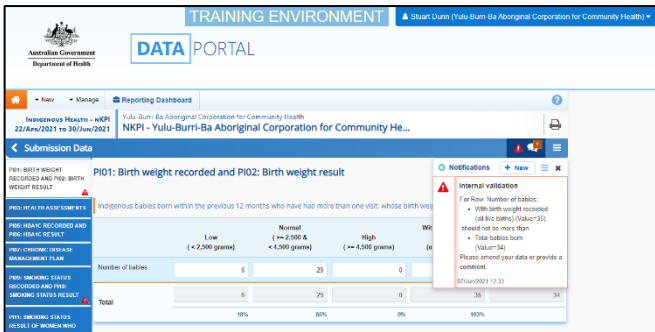 TRAINING ENVIRONMENT
Stuart Dunn (Yulu-Burri-Ba Aboriginal Corporation for Community Health)
Australian Government
Department of Health
DATA PORTAL
New
Manage
Reporting Dashboard
INDIGENOUS HEALTH - NKPI
22/APR/2021 TO 30/JUN/2021
Yulu-Burri-Ba Aboriginal Corporation for Community Health
NKPI - Yulu-Burri-Ba Aboriginal Corporation for Community He...
Submission Data
PI01: BIRTH WEIGHT
RECORDED AND PI02: BIRTH
WEIGHT RESULT
PI03: HEALTH ASSESSMENTS
PI05: HBA1C RECORDED AND
PI06: HBA1C RESULT
PI07: CHRONIC DISEASE
MANAGEMENT PLAN
PI09: SMOKING STATUS
RECORDED AND PI10:
SMOKING STATUS RESULT
PI11: SMOKING STATUS
RESULT OF WOMEN WHO
PI01: Birth weight recorded and PI02: Birth weight result
Indigenous babies born within the previous 12 months who have had more than one visit, whose birth
Low
(< 2,500 grams)
Normal
(>= 2,500 &
< 4,500 grams)
High
(>= 4,500 grams)
Number of babies
6
29
0
Total
6
29
0
35
34
18%
85%
0%
103%
Notifications
+ New
Internal validation
For Row: Number of babies;
• With birth weight recorded
(all live births) (Value=35)
should not be more than
• Total babies born
(Value=34)
Please amend your data or provide a
comment.
07/Jun/2021 12:33